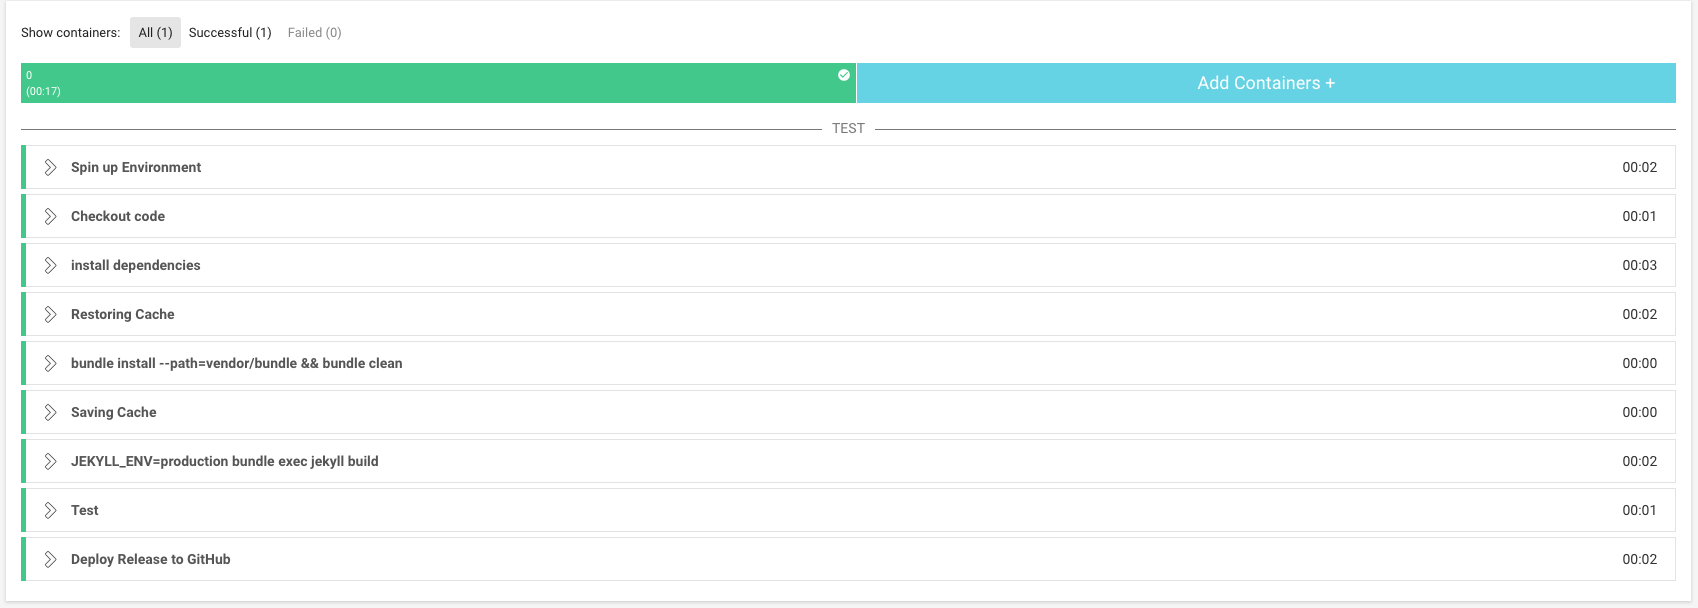 Show containers: All (1) Successful (1) Failed (0)
0
(00:17)
Add Containers +
TEST
Spin up Environment 00:02
Checkout code 00:01
install dependencies 00:03
Restoring Cache 00:02
bundle install --path=vendor/bundle && bundle clean 00:00
Saving Cache 00:00
JEKYLL_ENV=production bundle exec jekyll build 00:02
Test 00:01
Deploy Release to GitHub 00:02